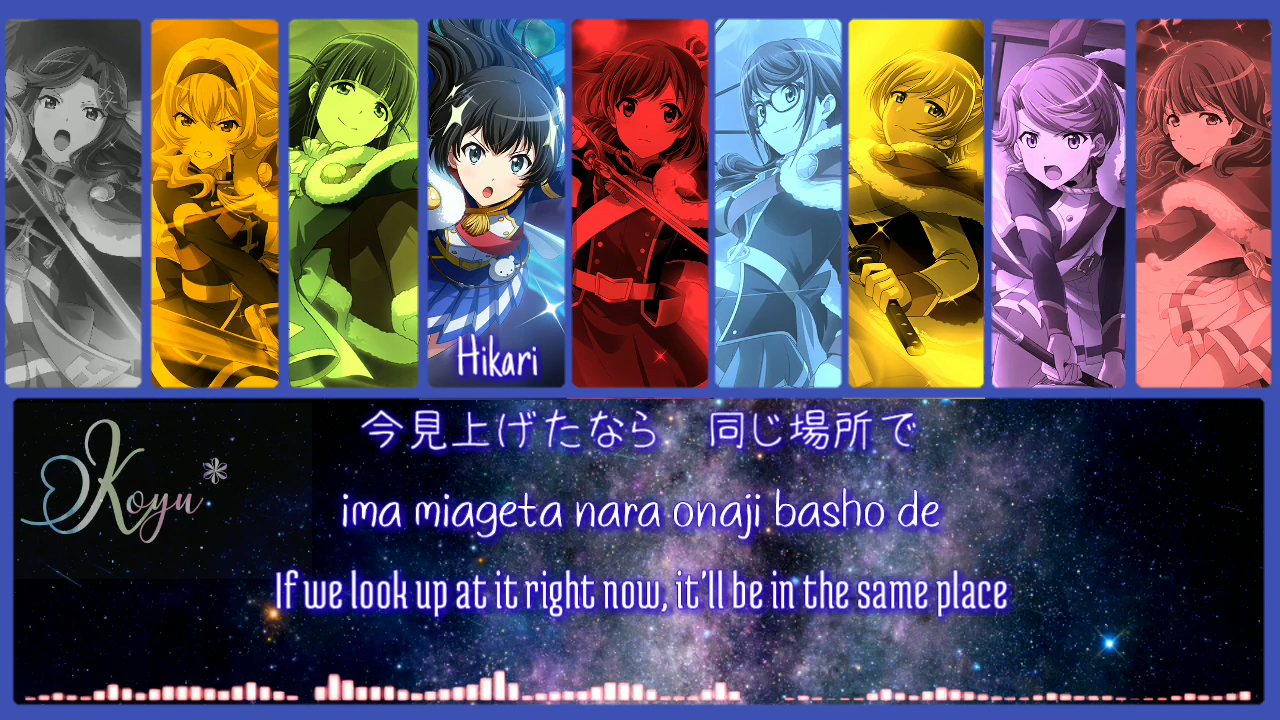 Hikari
今見上げたなら 同じ場所で
Koyu*
ima miageta nara onaji basho de
If we look up at it right now, it'll be in the same place